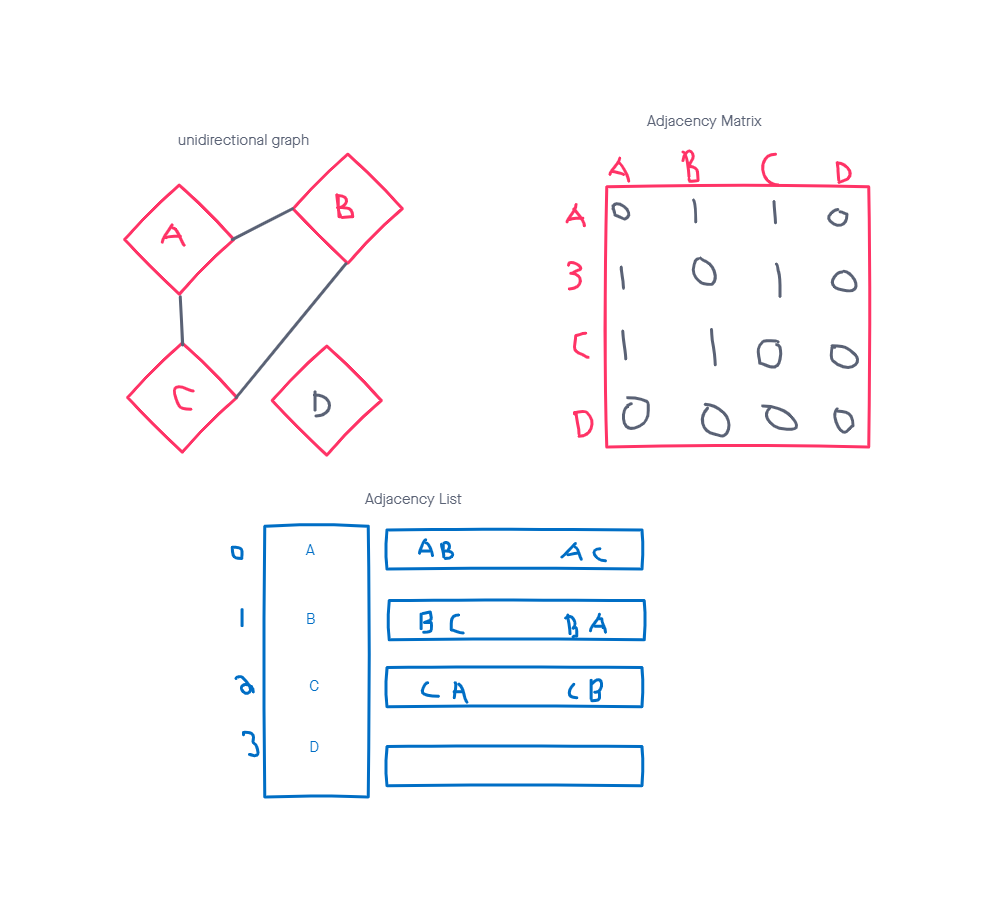 unidirectional graph
A
B
C
D
Adjacency Matrix
A B C D
A 0 1 1 0
3 1 0 1 0
C 1 1 0 0
D 0 0 0 0
Adjacency List
0 A AB AC
1 B BC BA
2 C CA CB
3 D